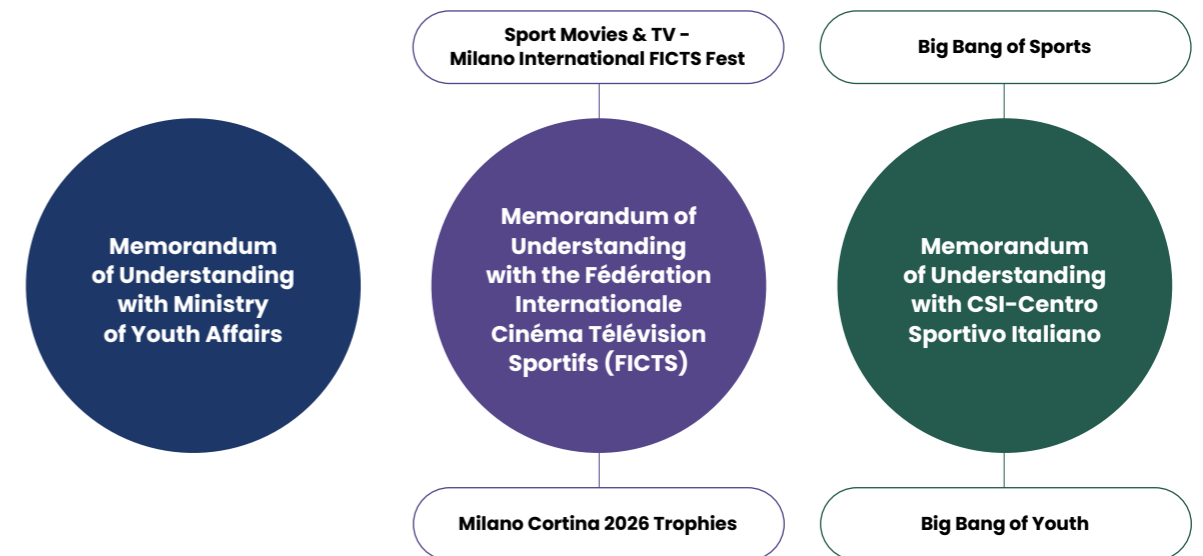 Sport Movies & TV –
Milano International FICTS Fest
Big Bang of Sports
Memorandum
of Understanding
with Ministry
of Youth Affairs
Memorandum of
Understanding
with the Fédération
Internationale
Cinéma Télévision
Sportifs (FICTS)
Memorandum
of Understanding
with CSI-Centro
Sportivo Italiano
Milano Cortina 2026 Trophies
Big Bang of Youth